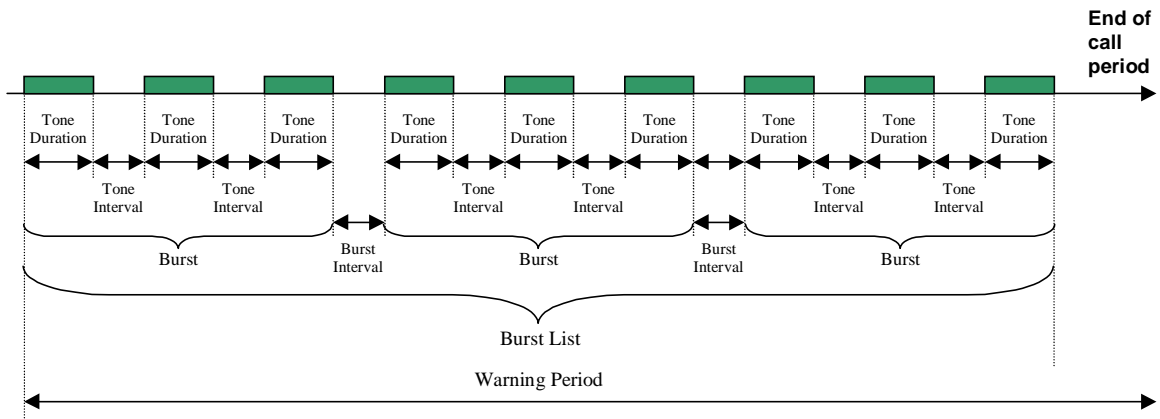 End of
call
period
Tone
Duration
Tone
Duration
Tone
Duration
Tone
Duration
Tone
Duration
Tone
Duration
Tone
Duration
Tone
Duration
Tone
Duration
Tone
Interval
Tone
Interval
Tone
Interval
Tone
Interval
Tone
Interval
Tone
Interval
Burst
Burst
Interval
Burst
Burst
Interval
Burst
Burst List
Warning Period